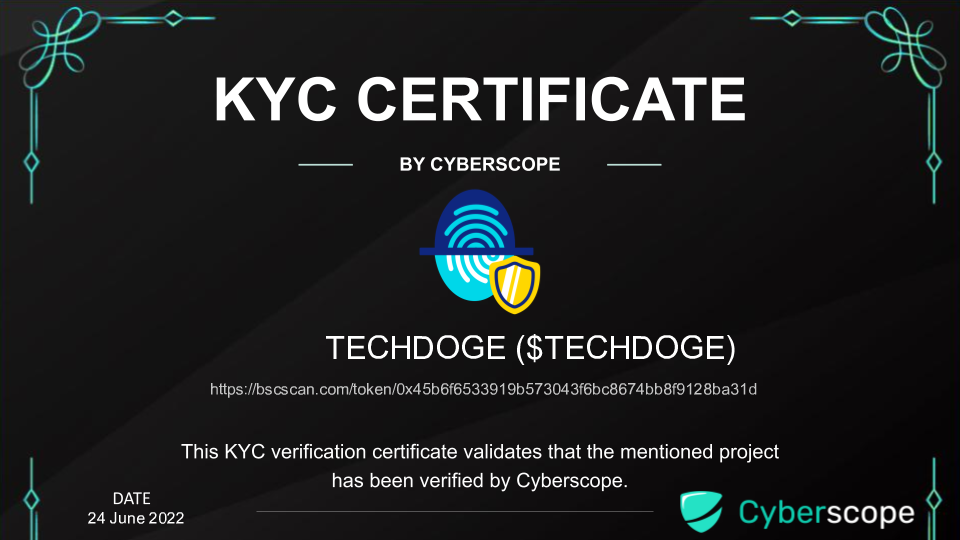 KYC CERTIFICATE
BY CYBERSCOPE
TECHDOGE ($TECHDOGE)
https://bscscan.com/token/0x45b6f6533919b573043f6bc8674bb8f9128ba31d
This KYC verification certificate validates that the mentioned project
has been verified by Cyberscope.
DATE
24 June 2022
Cyberscope